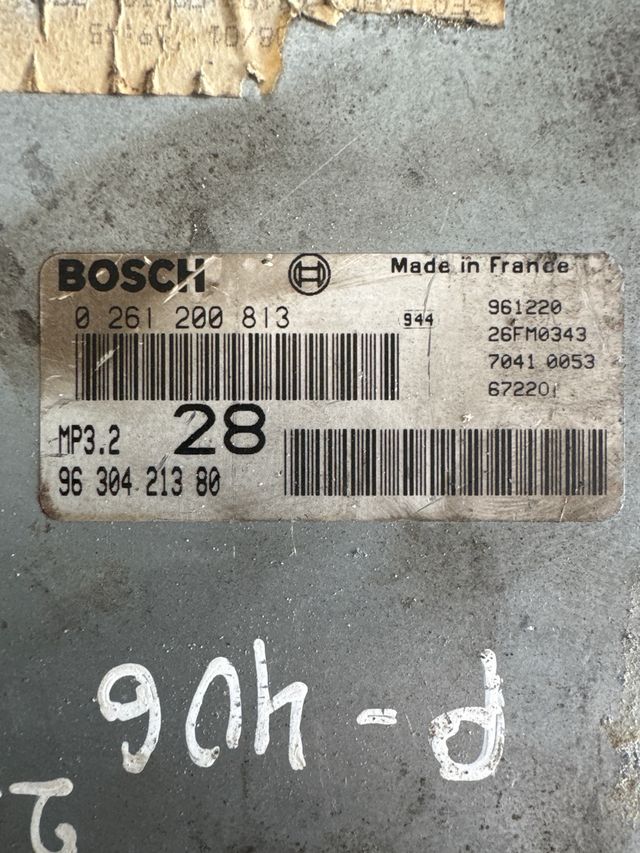 BOSCH Made in France
0 261 200 813 944 961220
26FM0343
7041 0053
672201
MP3.2 28
96 304 213 80
P-406